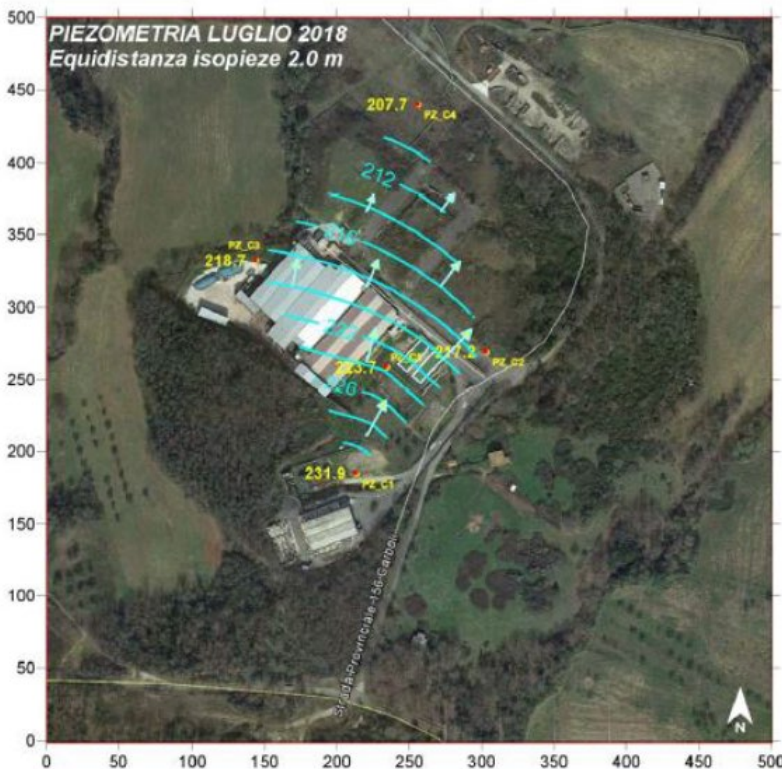 PIEZOMETRIA LUGLIO 2018
Equidistanza isopieze 2.0 m
500
450
400
350
300
250
200
150
100
50
0
207.7
PZ_C4
212
PZ_C3
218.7
217.2
PZ_C2
223.7
231.9
PZ_C1
Strada Provinciale 156
N
0 50 100 150 200 250 300 350 400 450 500